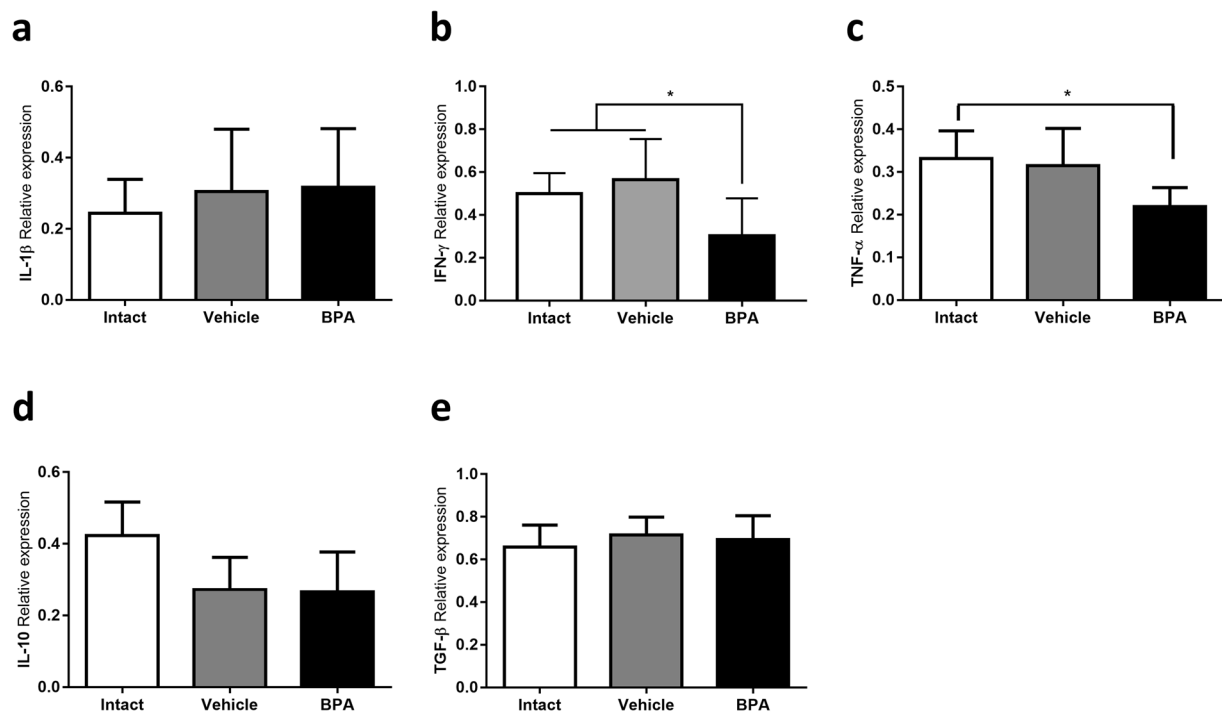 a
IL-1β Relative expression
0.6
0.4
0.2
0.0
Intact Vehicle BPA
b
IFN-γ Relative expression
1.0
0.8
0.6
0.4
0.2
0.0
*
Intact Vehicle BPA
c
TNF-α Relative expression
0.5
0.4
0.3
0.2
0.1
0.0
*
Intact Vehicle BPA
d
IL-10 Relative expression
0.6
0.4
0.2
0.0
Intact Vehicle BPA
e
TGF-β Relative expression
1.0
0.8
0.6
0.4
0.2
0.0
Intact Vehicle BPA